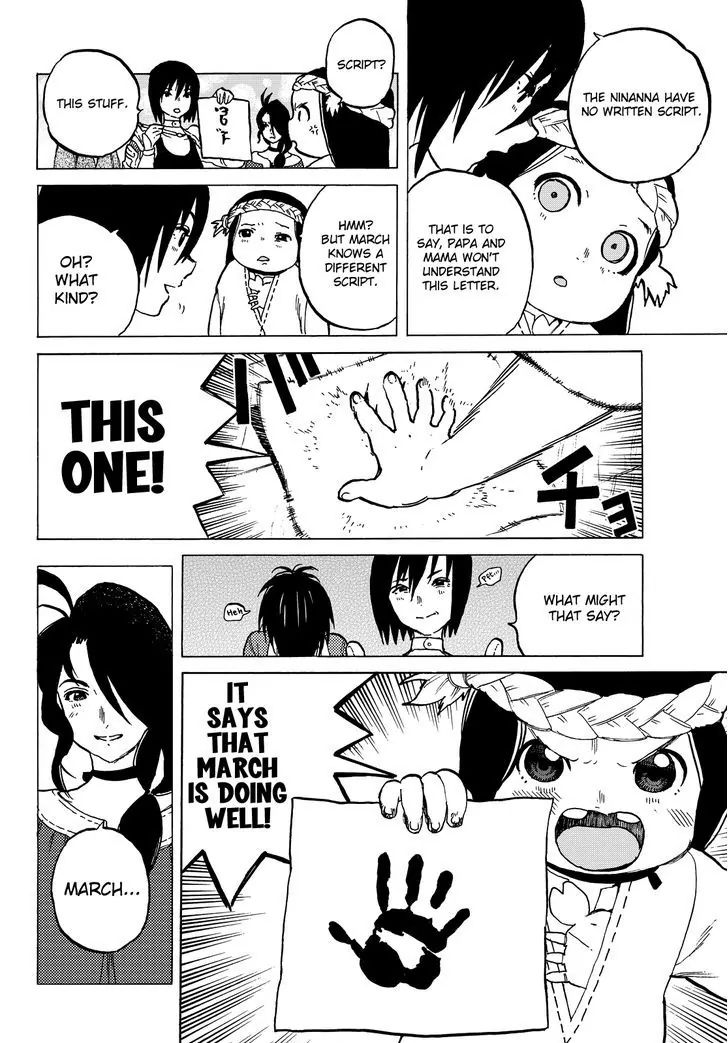 THE NINANNA HAVE
NO WRITTEN SCRIPT.
SCRIPT?
THIS STUFF.
THAT IS TO
SAY, PAPA AND
MAMA WON'T
UNDERSTAND
THIS LETTER.
HMM?
BUT MARCH
KNOWS A
DIFFERENT
SCRIPT.
OH?
WHAT
KIND?
THIS
ONE!
チョ
WHAT MIGHT
THAT SAY?
Pft...
Heh
IT
SAYS
THAT
MARCH
IS DOING
WELL!
MARCH...